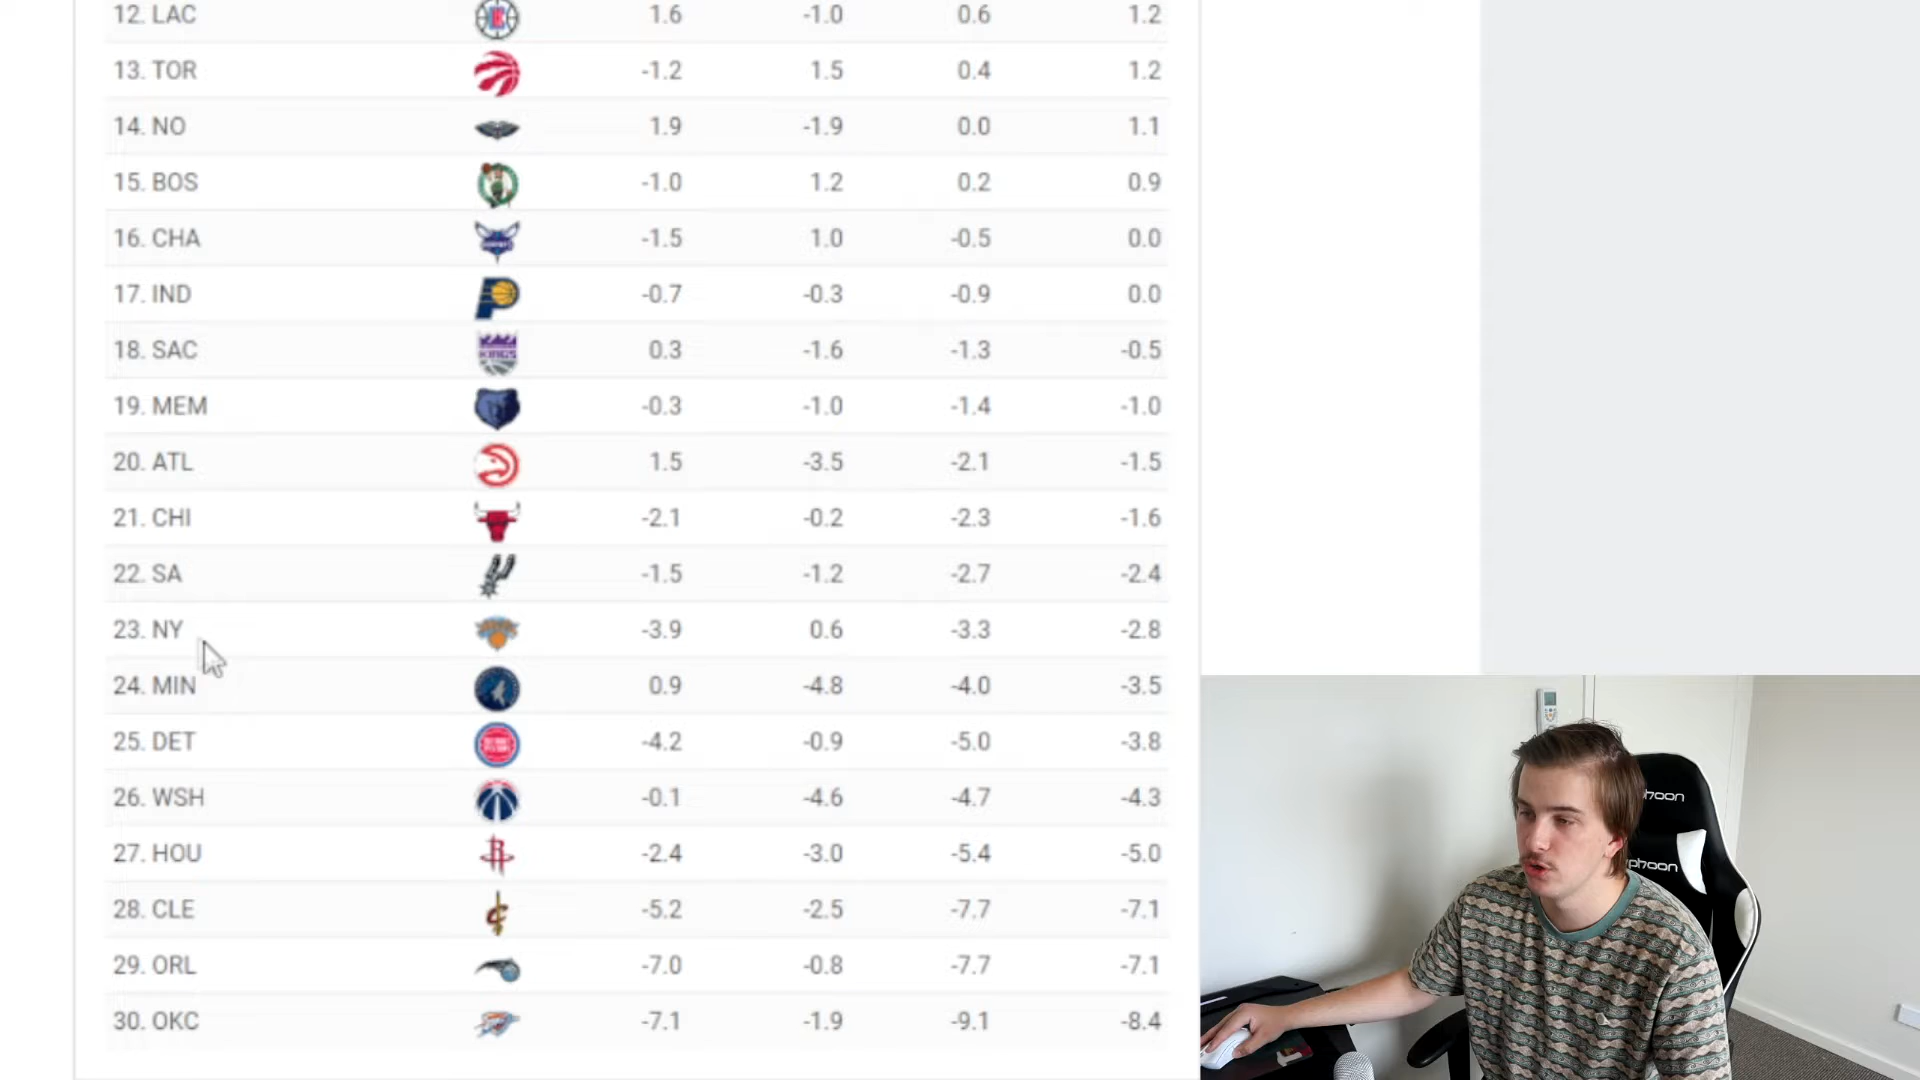 12. LAC 1.6 -1.0 0.6 1.2
13. TOR -1.2 1.5 0.4 1.2
14. NO 1.9 -1.9 0.0 1.1
15. BOS -1.0 1.2 0.2 0.9
16. CHA -1.5 1.0 -0.5 0.0
17. IND -0.7 -0.3 -0.9 0.0
18. SAC KINGS 0.3 -1.6 -1.3 -0.5
19. MEM -0.3 -1.0 -1.4 -1.0
20. ATL 1.5 -3.5 -2.1 -1.5
21. CHI -2.1 -0.2 -2.3 -1.6
22. SA -1.5 -1.2 -2.7 -2.4
23. NY -3.9 0.6 -3.3 -2.8
24. MIN 0.9 -4.8 -4.0 -3.5
25. DET -4.2 -0.9 -5.0 -3.8
26. WSH -0.1 -4.6 -4.7 -4.3
27. HOU -2.4 -3.0 -5.4 -5.0
28. CLE -5.2 -2.5 -7.7 -7.1
29. ORL -7.0 -0.8 -7.7 -7.1
30. OKC -7.1 -1.9 -9.1 -8.4
phoon
phoon